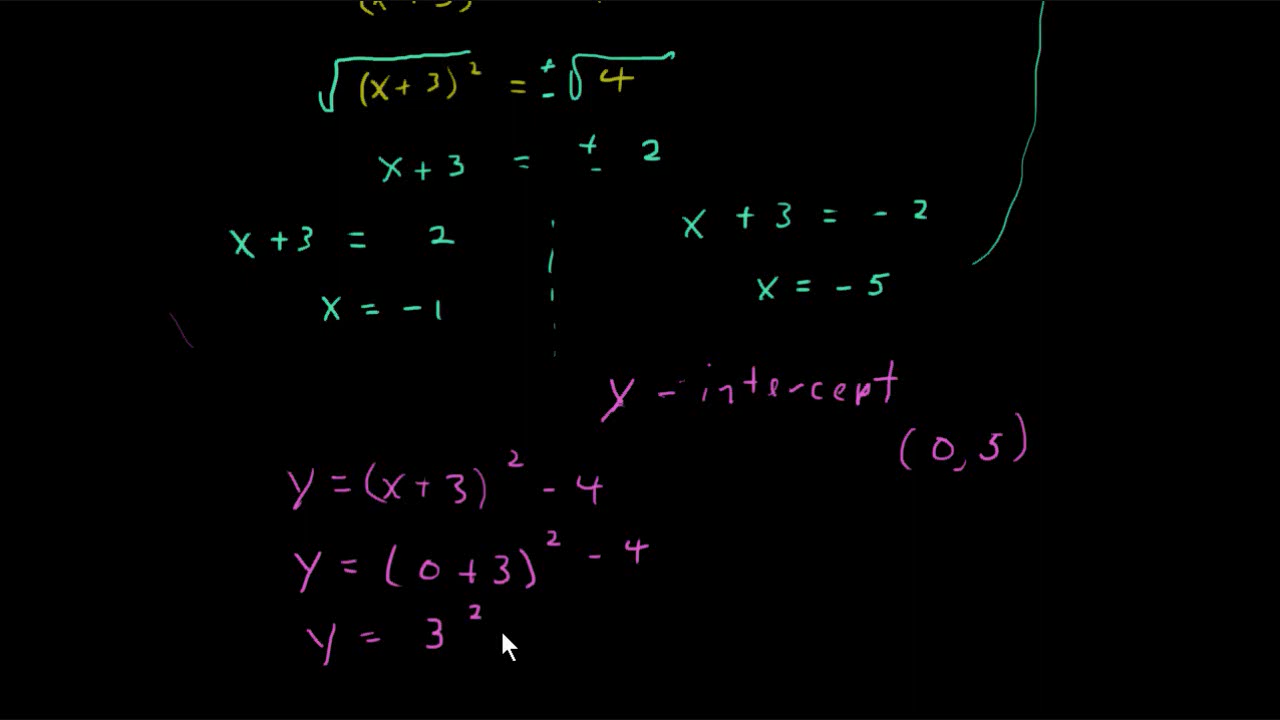 √(x+3)² = ±√4
x+3 = ± 2
x+3 = 2
x + 3 = - 2
x = -1
x = -5
y - intercept
(0,5)
y = (x+3)² - 4
y = (0+3)² - 4
y = 3²